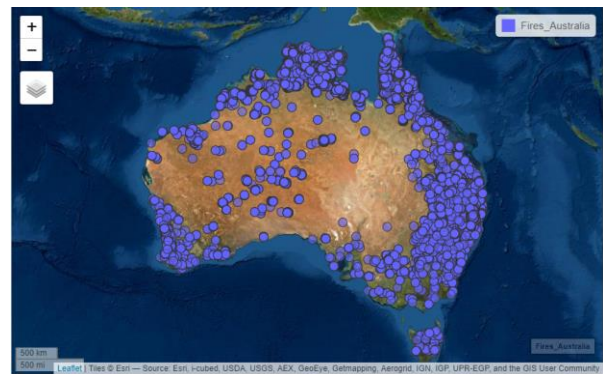 +
−
Fires_Australia
500 km
500 mi
Fires_Australia
Leaflet | Tiles © Esri — Source: Esri, i-cubed, USDA, USGS, AEX, GeoEye, Getmapping, Aerogrid, IGN, IGP, UPR-EGP, and the GIS User Community